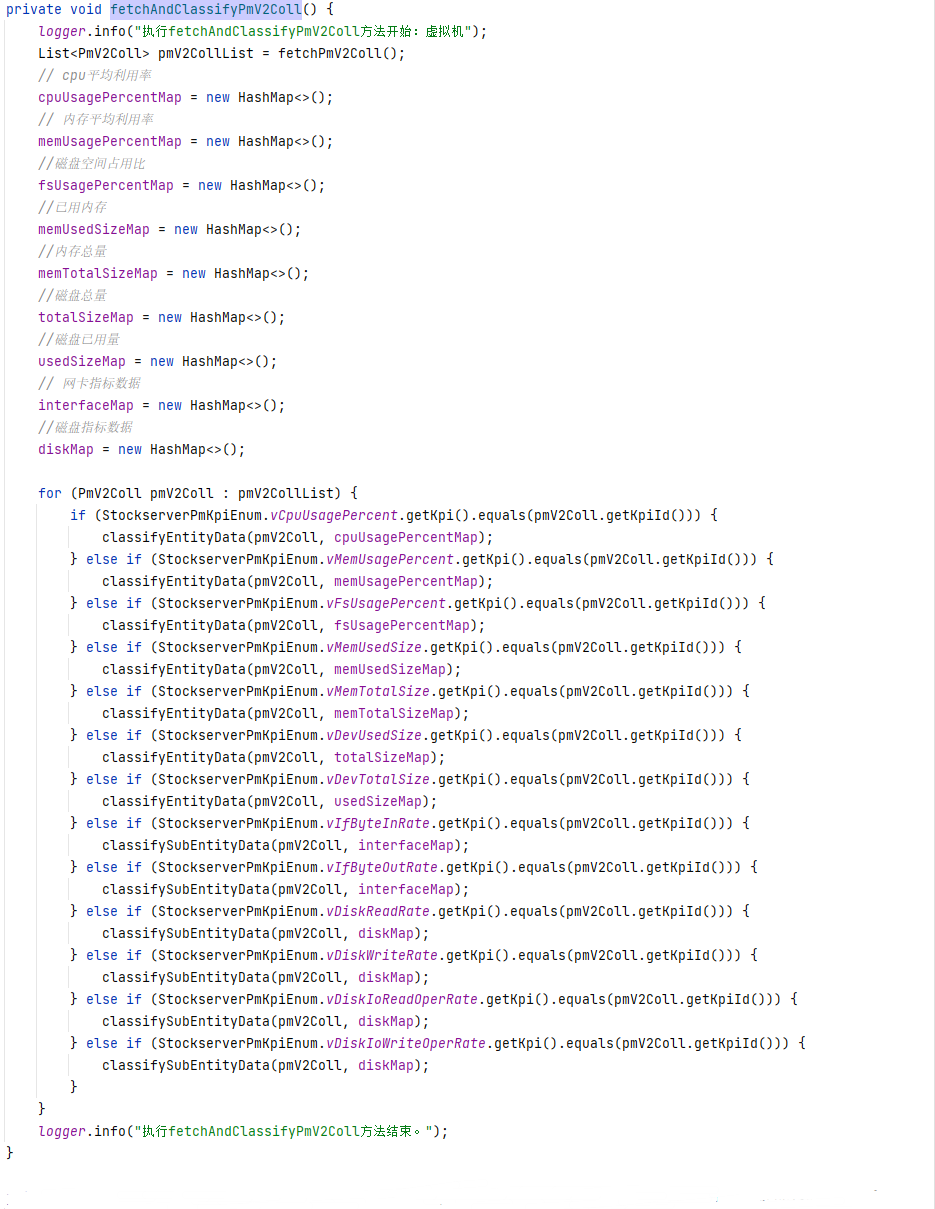 private void fetchAndClassifyPmV2Coll() {
logger.info("执行fetchAndClassifyPmV2Coll方法开始：虚拟机");
List<PmV2Coll> pmV2CollList = fetchPmV2Coll();
// cpu平均利用率
cpuUsagePercentMap = new HashMap<>();
// 内存平均利用率
memUsagePercentMap = new HashMap<>();
//磁盘空间占用比
fsUsagePercentMap = new HashMap<>();
//已用内存
memUsedSizeMap = new HashMap<>();
//内存总量
memTotalSizeMap = new HashMap<>();
//磁盘总量
totalSizeMap = new HashMap<>();
//磁盘已用量
usedSizeMap = new HashMap<>();
// 网卡指标数据
interfaceMap = new HashMap<>();
//磁盘指标数据
diskMap = new HashMap<>();
for (PmV2Coll pmV2Coll : pmV2CollList) {
if (StockserverPmKpiEnum.vCpuUsagePercent.getKpi().equals(pmV2Coll.getKpiId())) {
classifyEntityData(pmV2Coll, cpuUsagePercentMap);
} else if (StockserverPmKpiEnum.vMemUsagePercent.getKpi().equals(pmV2Coll.getKpiId())) {
classifyEntityData(pmV2Coll, memUsagePercentMap);
} else if (StockserverPmKpiEnum.vFsUsagePercent.getKpi().equals(pmV2Coll.getKpiId())) {
classifyEntityData(pmV2Coll, fsUsagePercentMap);
} else if (StockserverPmKpiEnum.vMemUsedSize.getKpi().equals(pmV2Coll.getKpiId())) {
classifyEntityData(pmV2Coll, memUsedSizeMap);
} else if (StockserverPmKpiEnum.vMemTotalSize.getKpi().equals(pmV2Coll.getKpiId())) {
classifyEntityData(pmV2Coll, memTotalSizeMap);
} else if (StockserverPmKpiEnum.vDevUsedSize.getKpi().equals(pmV2Coll.getKpiId())) {
classifyEntityData(pmV2Coll, totalSizeMap);
} else if (StockserverPmKpiEnum.vDevTotalSize.getKpi().equals(pmV2Coll.getKpiId())) {
classifyEntityData(pmV2Coll, usedSizeMap);
} else if (StockserverPmKpiEnum.vIfByteInRate.getKpi().equals(pmV2Coll.getKpiId())) {
classifySubEntityData(pmV2Coll, interfaceMap);
} else if (StockserverPmKpiEnum.vIfByteOutRate.getKpi().equals(pmV2Coll.getKpiId())) {
classifySubEntityData(pmV2Coll, interfaceMap);
} else if (StockserverPmKpiEnum.vDiskReadRate.getKpi().equals(pmV2Coll.getKpiId())) {
classifySubEntityData(pmV2Coll, diskMap);
} else if (StockserverPmKpiEnum.vDiskWriteRate.getKpi().equals(pmV2Coll.getKpiId())) {
classifySubEntityData(pmV2Coll, diskMap);
} else if (StockserverPmKpiEnum.vDiskIoReadOperRate.getKpi().equals(pmV2Coll.getKpiId())) {
classifySubEntityData(pmV2Coll, diskMap);
} else if (StockserverPmKpiEnum.vDiskIoWriteOperRate.getKpi().equals(pmV2Coll.getKpiId())) {
classifySubEntityData(pmV2Coll, diskMap);
}
}
logger.info("执行fetchAndClassifyPmV2Coll方法结束。");
}